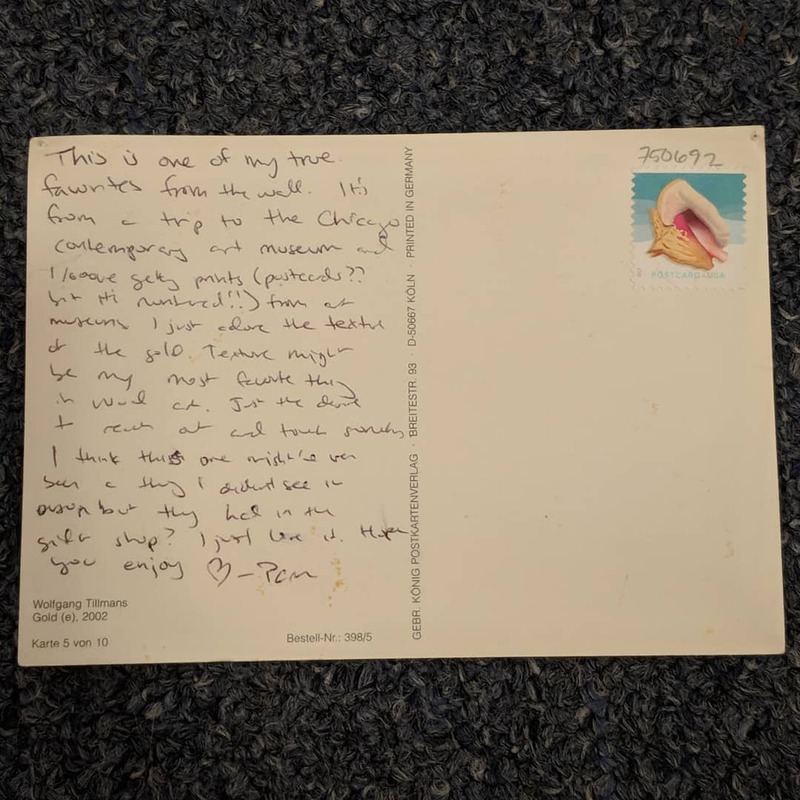 This is one of my true
favorites from the wall. It's
from a trip to the Chicago
contemporary art museum and
I love getting prints (postcards??
but it's numbered!!) from art
museums I just adore the texture
of the gold. Texture might
be my most favorite thing
in visual art. Just the desire
to reach out and touch something
I think this one might've even
been a thing I didn't see in
person but they had in the
gift shop? I just love it. Hope
you enjoy ♡ - Pam
Wolfgang Tillmans
Gold (e), 2002
Karte 5 von 10
Bestell-Nr.: 398/5
GEBR. KÖNIG POSTKARTENVERLAG · BREITESTR. 93 · D-50667 KÖLN · PRINTED IN GERMANY
750692
POSTCARD USA